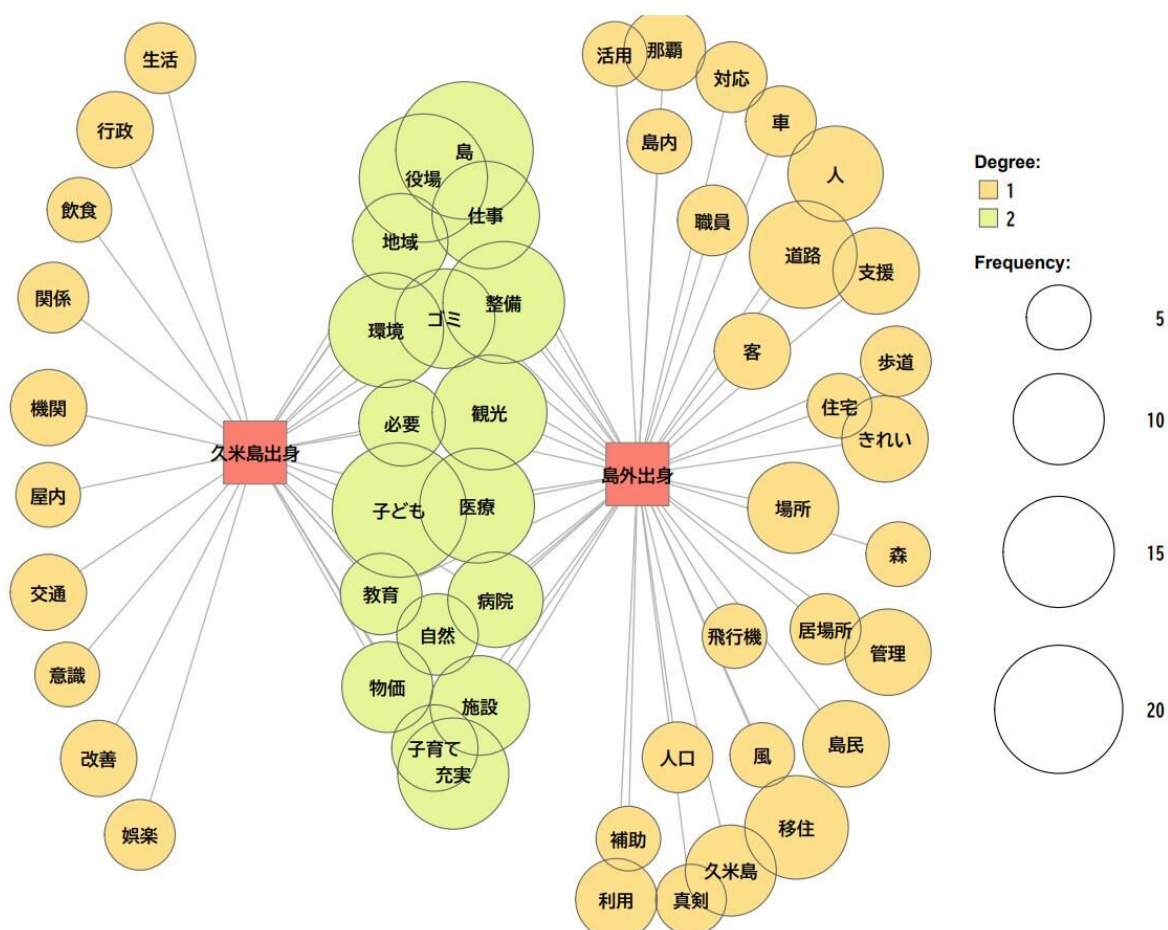 生活
行政
飲食
関係
機関
屋内
交通
意識
改善
娯楽
久米島出身
島
役場
仕事
地域
整備
ゴミ
環境
観光
必要
子ども
医療
教育
病院
自然
物価
施設
子育て
充実
島外出身
活用
那覇
対応
車
島内
人
職員
道路
支援
客
歩道
住宅
きれい
場所
森
居場所
飛行機
管理
島民
人口
風
移住
補助
久米島
利用
真剣
Degree:
1
2
Frequency:
5
10
15
20